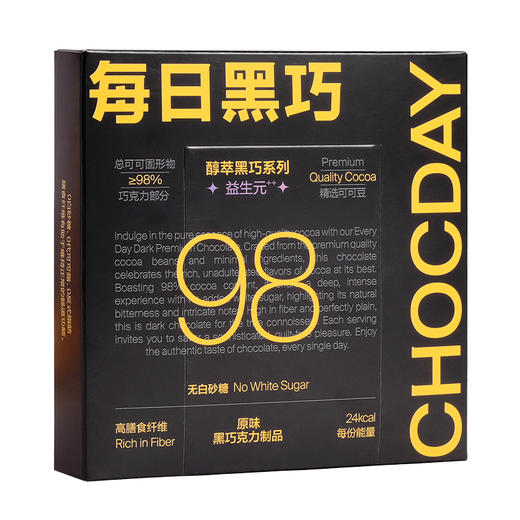 每日黑巧
CHOCDAY
总可可固形物
≥98%
巧克力部分
醇萃黑巧系列
益生元++
Premium
Quality Cocoa
精选可可豆
98
Indulge in the pure essence of high-quality cocoa with our Every
Day Dark Premium Chocolate. Crafted from the premium quality
cocoa beans and minimal ingredients, this chocolate
celebrates the rich, unadulterated flavors of cocoa at its best.
Boasting 98% cocoa content, a deep, intense
experience with added white sugar, highlighting its natural
bitterness and intricate notes. High in fiber and perfectly plain,
this is dark chocolate for the true connoisseur. Each serving
invites you to savor a sophisticated, guilt-free pleasure. Enjoy
the authentic taste of chocolate, every single day.
无白砂糖 No White Sugar
高膳食纤维
Rich in Fiber
原味
黑巧克力制品
24kcal
每份能量